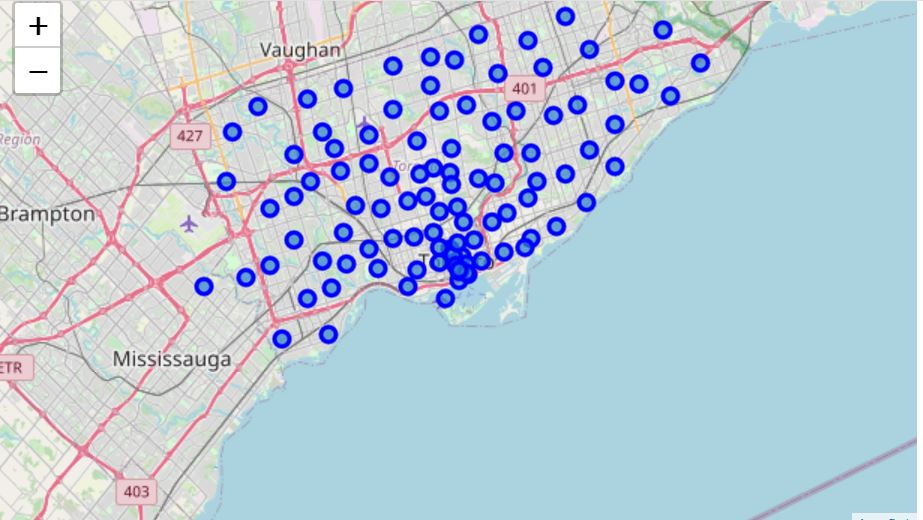 +
Vaughan
−
401
427
Region
Brampton
Mississauga
ETR
403